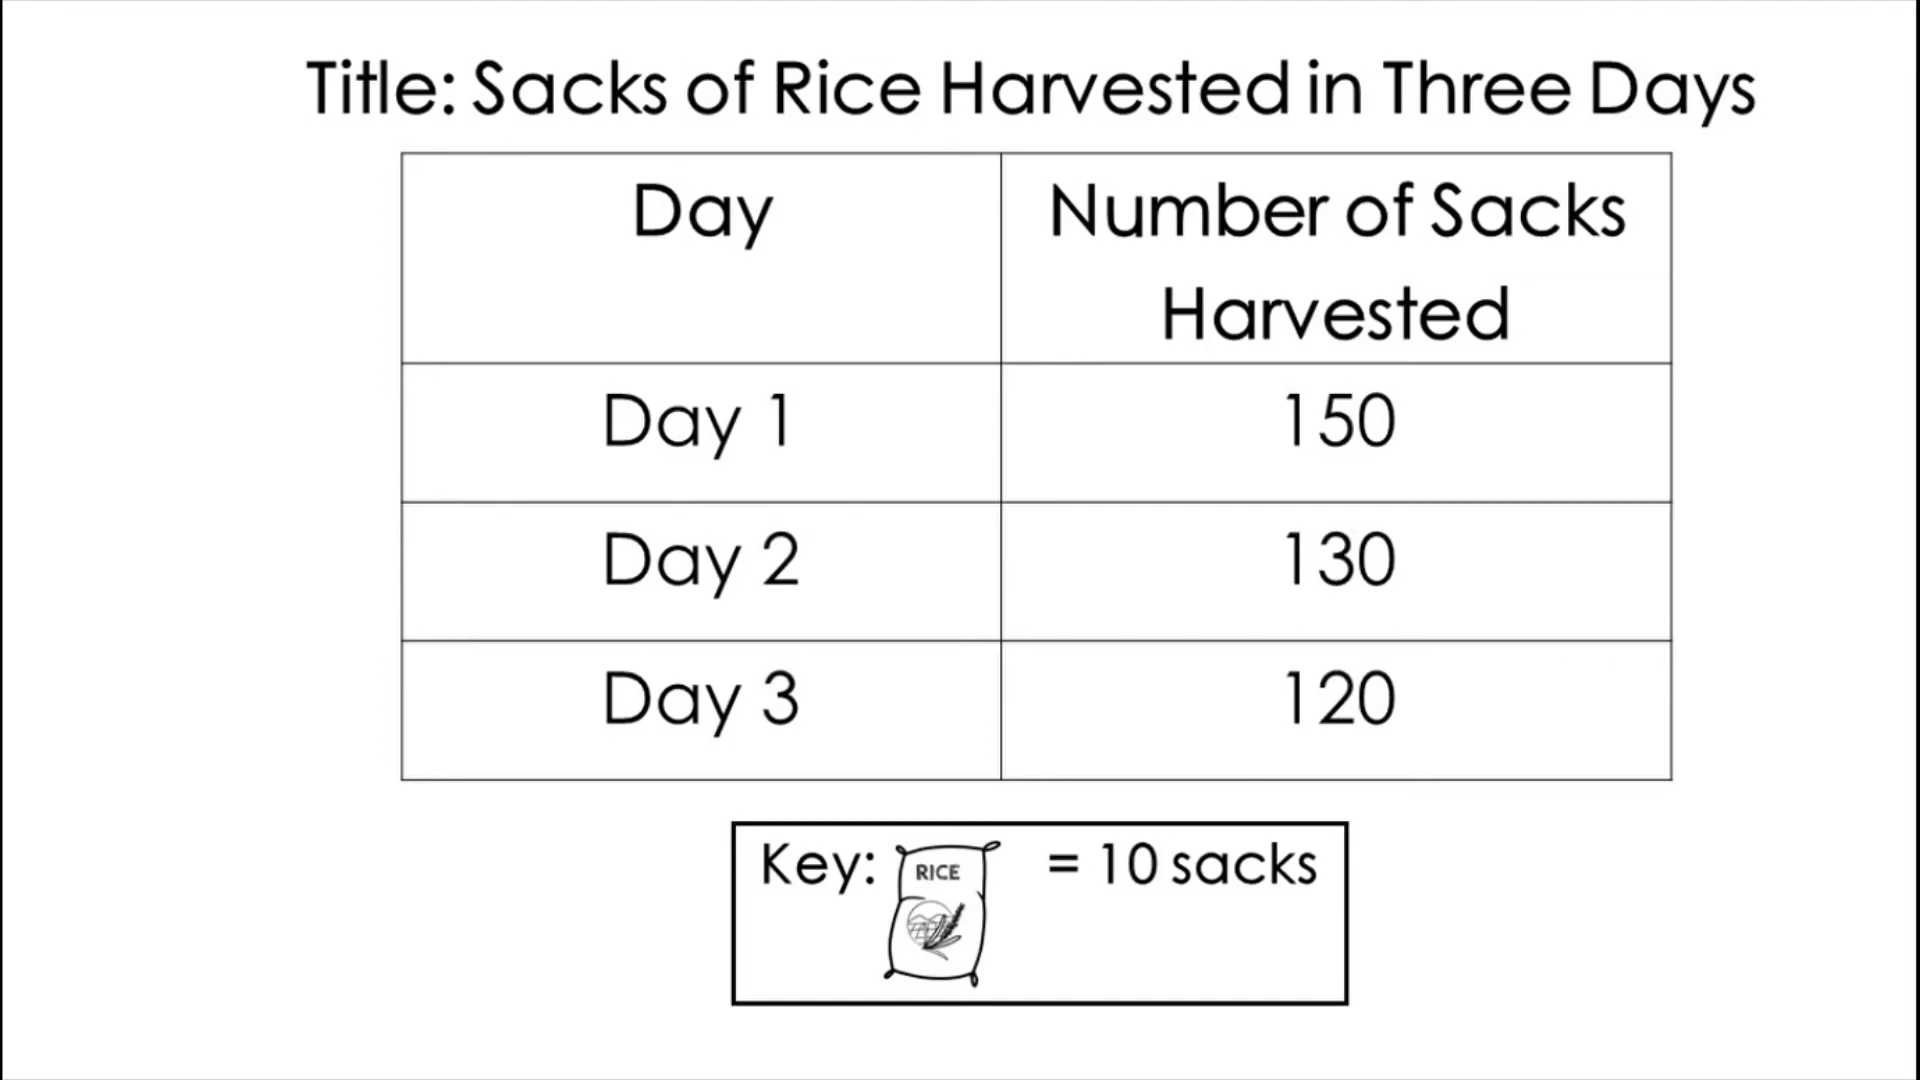 Title: Sacks of Rice Harvested in Three Days
Day
Number of Sacks
Harvested
Day 1
150
Day 2
130
Day 3
120
Key:
RICE
= 10 sacks